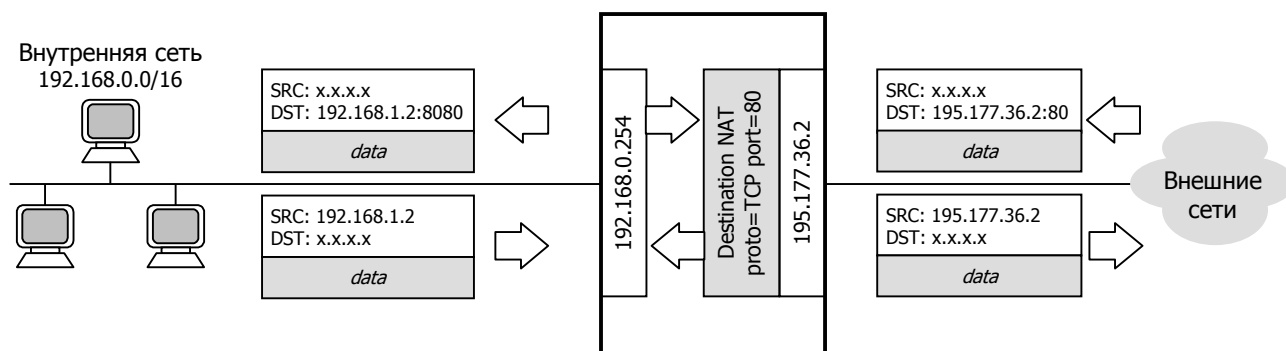 Внутренняя сеть
192.168.0.0/16
SRC: x.x.x.x
DST: 192.168.1.2:8080
data
SRC: 192.168.1.2
DST: x.x.x.x
data
192.168.0.254
Destination NAT
proto=TCP port=80
195.177.36.2
SRC: x.x.x.x
DST: 195.177.36.2:80
data
SRC: 195.177.36.2
DST: x.x.x.x
data
Внешние
сети